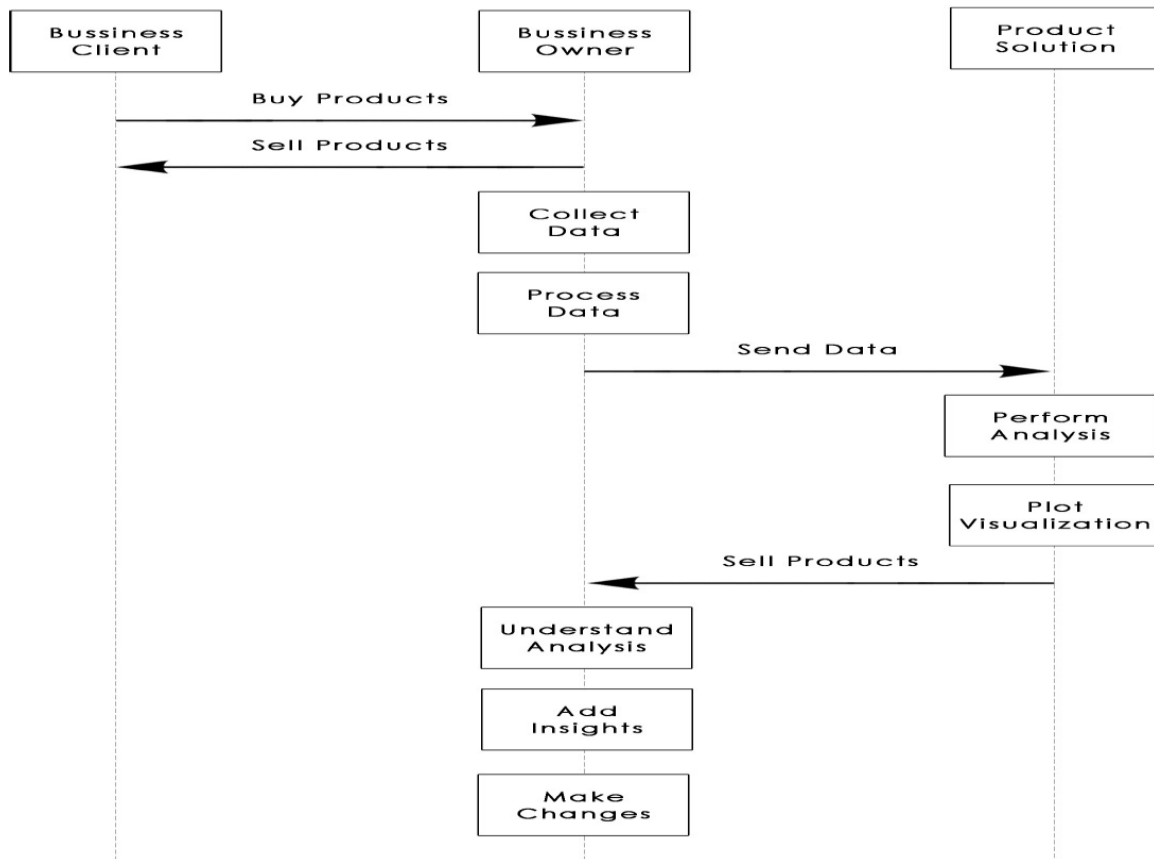 Bussiness
Client
Bussiness
Owner
Product
Solution
Buy Products
Sell Products
Collect
Data
Process
Data
Send Data
Perform
Analysis
Plot
Visualization
Sell Products
Understand
Analysis
Add
Insights
Make
Changes